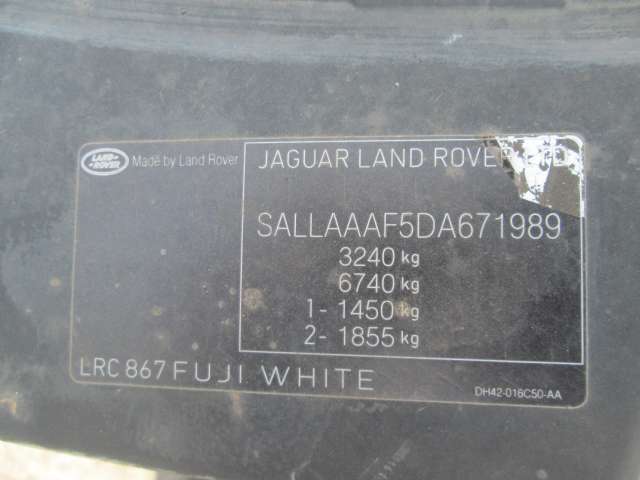 LAND ROVER
Made by Land Rover
JAGUAR LAND ROVER
SALLAAAF5DA671989
3240 kg
6740 kg
1- 1450 kg
2- 1855 kg
LRC 867 FUJI WHITE
DH42-016C50-AA